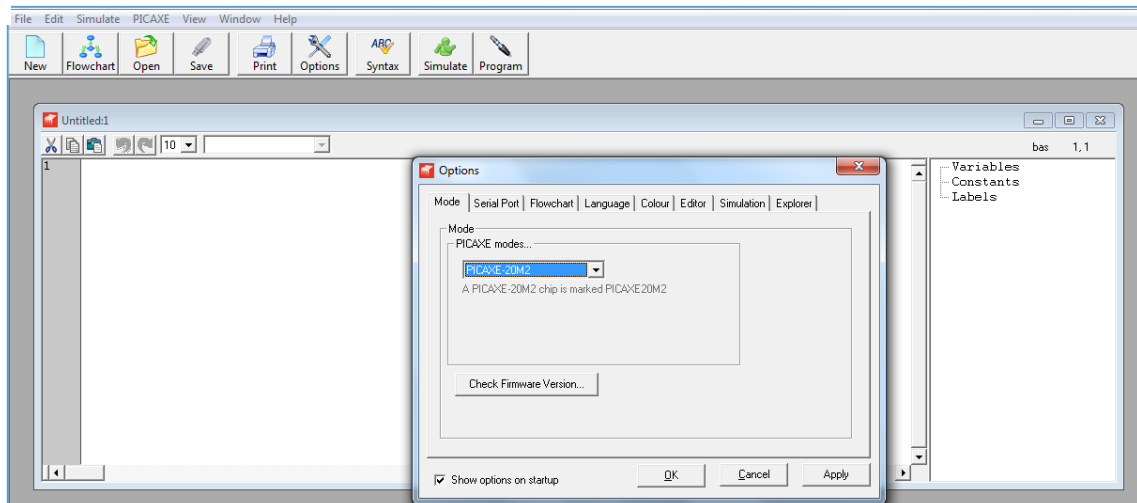 File Edit Simulate PICAXE View Window Help
New Flowchart Open Save Print Options ABC Syntax Simulate Program
Untitled:1
10
bas 1,1
1
Variables
Constants
Labels
Options
Mode Serial Port Flowchart Language Colour Editor Simulation Explorer
Mode
PICAXE modes...
PICAXE-20M2
A PICAXE-20M2 chip is marked PICAXE20M2
Check Firmware Version...
Show options on startup
OK Cancel Apply